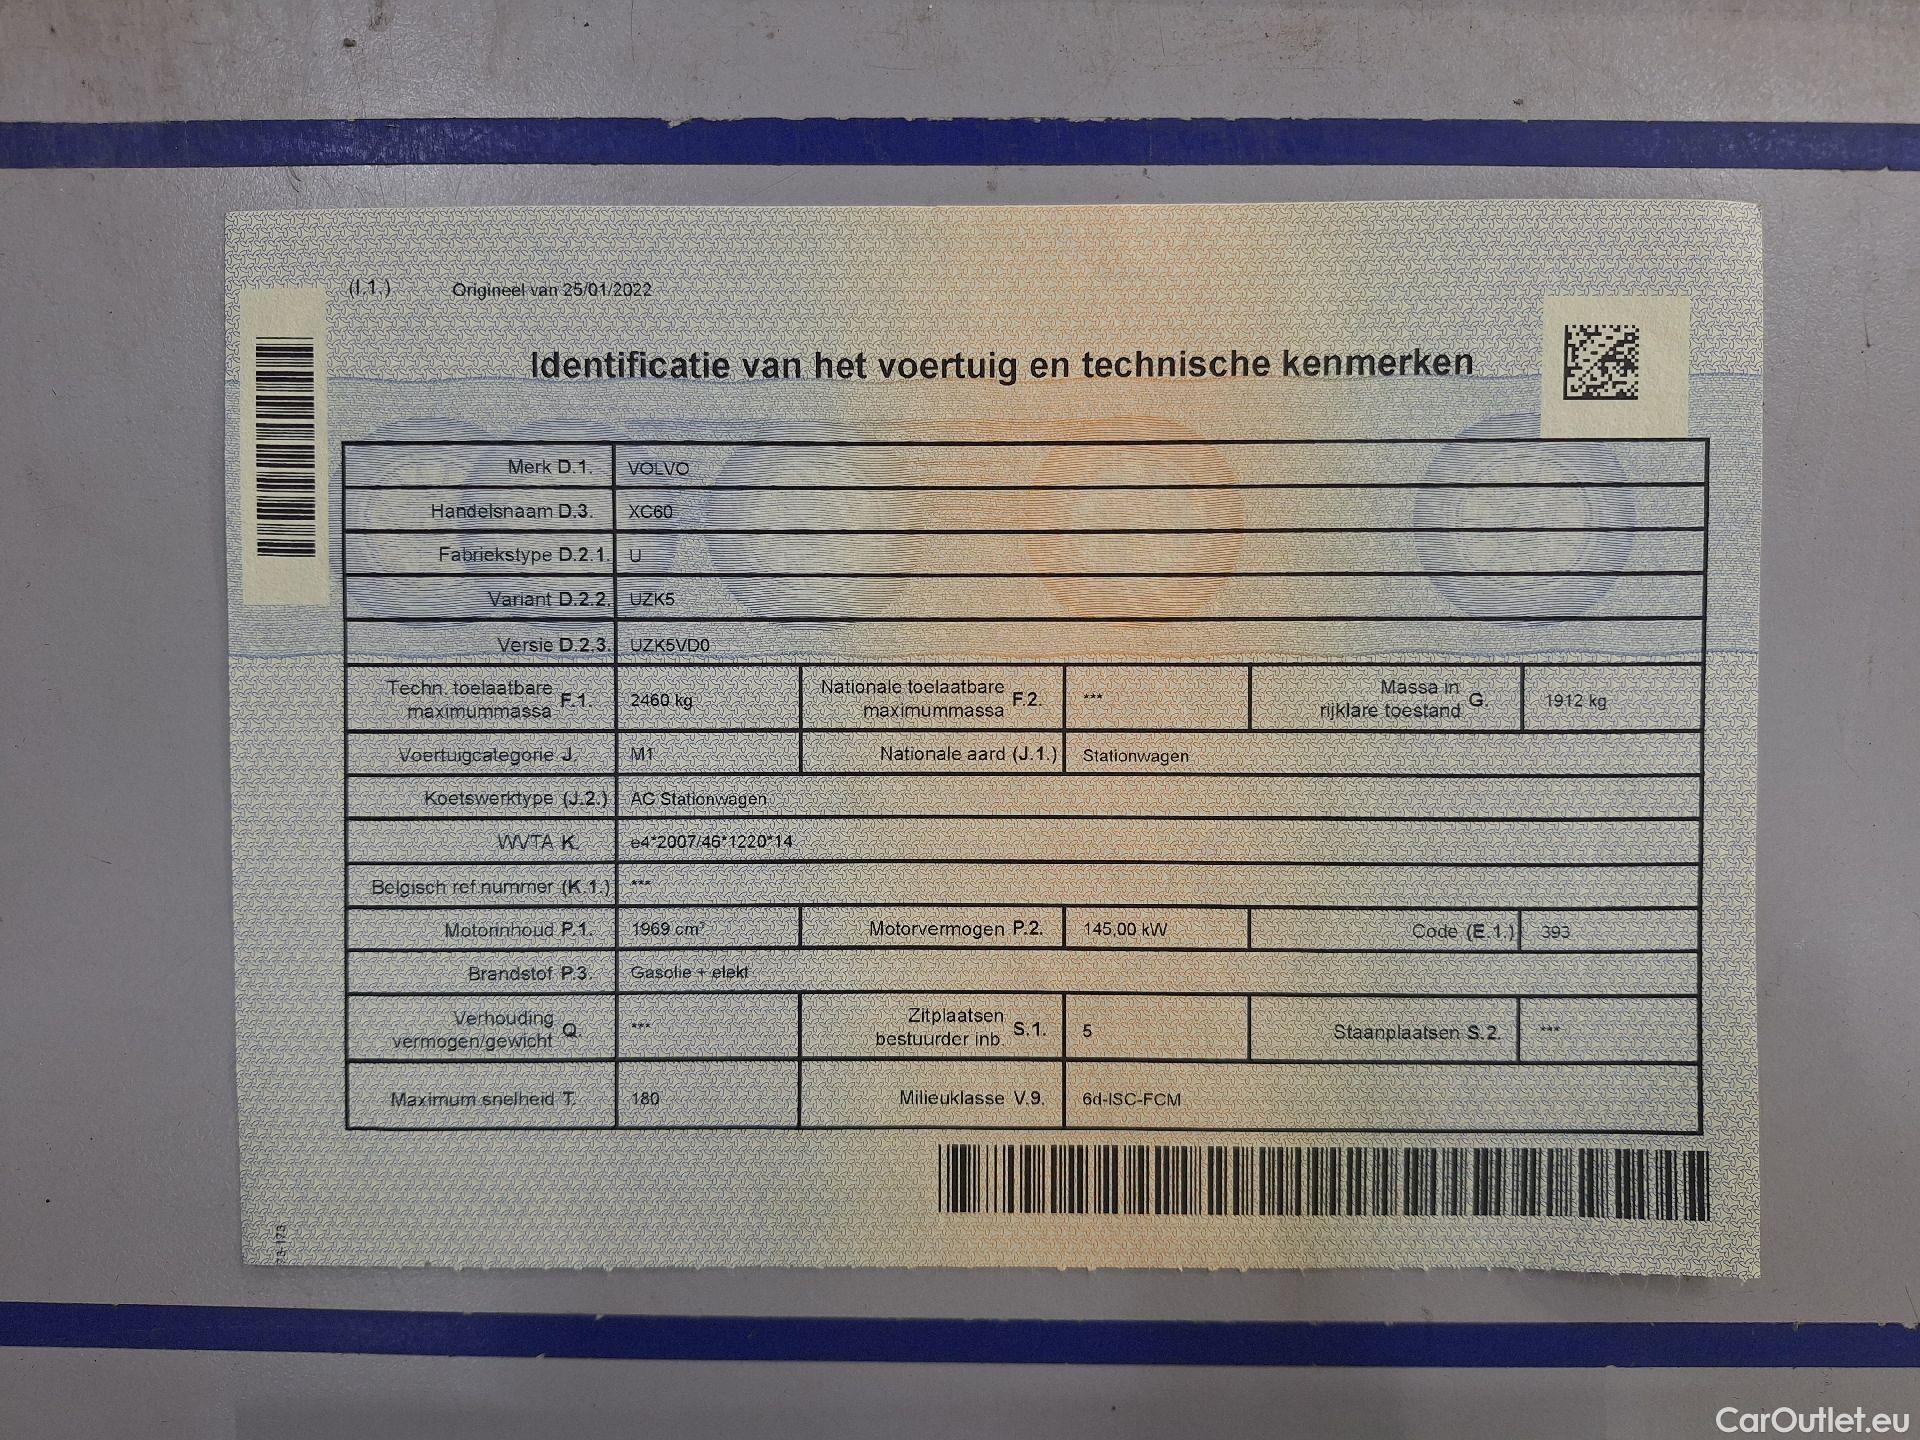 (I.1.) Origineel van 25/01/2022
Identificatie van het voertuig en technische kenmerken
Merk D.1. VOLVO
Handelsnaam D.3. XC60
Fabriekstype D.2.1. U
Variant D.2.2. UZK5
Versie D.2.3. UZK5VD0
Techn. toelaatbare maximummassa F.1. 2460 kg Nationale toelaatbare maximummassa F.2. *** Massa in rijklare toestand G. 1912 kg
Voertuigcategorie J. M1 Nationale aard (J.1.) Stationwagen
Koetswerktype (J.2.) AC Stationwagen
WVTA K. e4*2007/46*1220*14
Belgisch ref.nummer (K.1.) ***
Motorinhoud P.1. 1969 cm³ Motorvermogen P.2. 145,00 kW Code (E.1.) 393
Brandstof P.3. Gasolie + elekt
Verhouding vermogen/gewicht Q. *** Zitplaatsen bestuurder inb. S.1. 5 Staanplaatsen S.2. ***
Maximum snelheid T. 180 Milieuklasse V.9. 6d-ISC-FCM
CarOutlet.eu